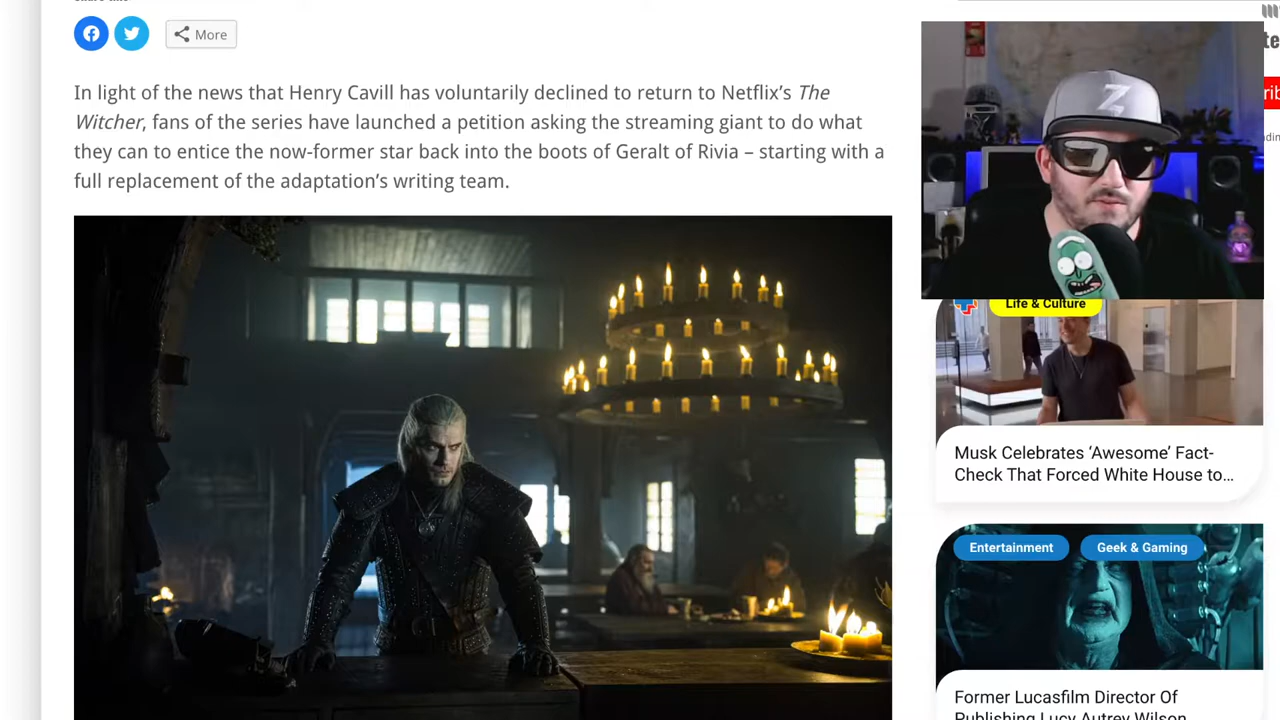 More
In light of the news that Henry Cavill has voluntarily declined to return to Netflix's The
Witcher, fans of the series have launched a petition asking the streaming giant to do what
they can to entice the now-former star back into the boots of Geralt of Rivia – starting with a
full replacement of the adaptation's writing team.
Z
Life & Culture
Musk Celebrates 'Awesome' Fact-
Check That Forced White House to...
Entertainment
Geek & Gaming
Former Lucasfilm Director Of
Publishing Lucy Autrey Wilson